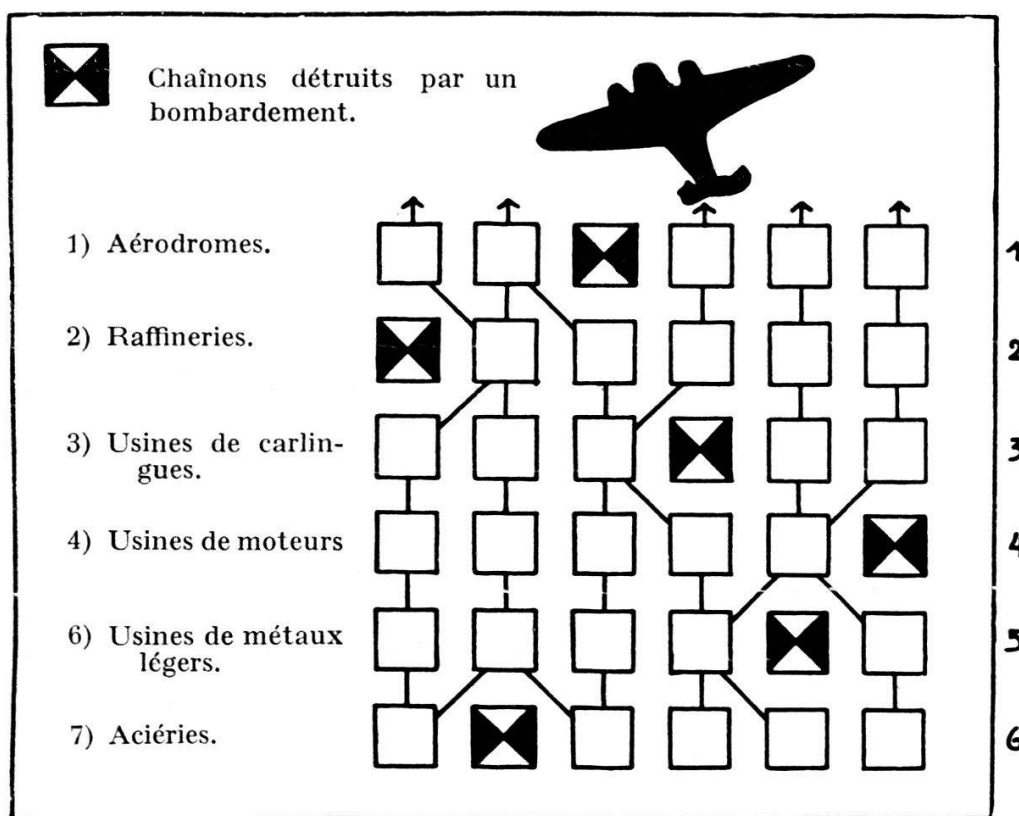 Chaînons détruits par un
bombardement.
1) Aérodromes.
1
2) Raffineries.
2
3) Usines de carlin-
gues.
3
4) Usines de moteurs
4
6) Usines de métaux
légers.
5
7) Aciéries.
6